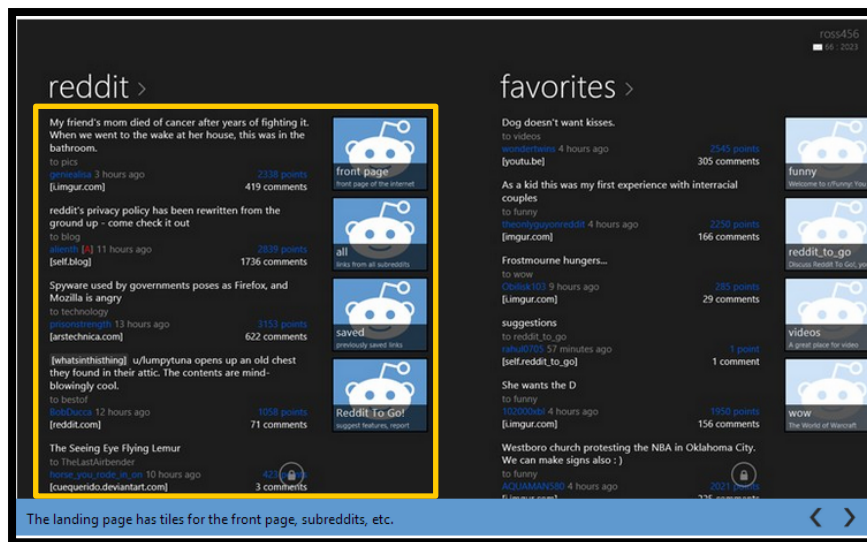 ross456
66 : 2023
reddit >
My friend's mom died of cancer after years of fighting it.
When we went to the wake at her house, this was in the
bathroom.
to pics
geniealisa 3 hours ago 2338 points
[i.imgur.com] 419 comments
reddit's privacy policy has been rewritten from the
ground up - come check it out
to blog
alienth [A] 11 hours ago 2839 points
[self.blog] 1736 comments
Spyware used by governments poses as Firefox, and
Mozilla is angry
to technology
prisonstrength 13 hours ago 3153 points
[arstechnica.com] 622 comments
[whatsinthisthing] u/lumpytuna opens up an old chest
they found in their attic. The contents are mind-
blowingly cool.
to bestof
BobDucca 12 hours ago 1058 points
[reddit.com] 71 comments
The Seeing Eye Flying Lemur
to TheLastAirbender
horse_you_rode_in_on 10 hours ago 423
[cuequerido.deviantart.com] 3 comments
front page
front page of the internet
all
links from all subreddits
saved
previously saved links
Reddit To Go!
suggest features, report
favorites >
Dog doesn't want kisses.
to videos
wondertwins 4 hours ago 2545 points
[youtu.be] 305 comments
As a kid this was my first experience with interracial
couples
to funny
theonlyguyonreddit 4 hours ago 2250 points
[imgur.com] 166 comments
Frostmourne hungers...
to wow
Obilisk103 9 hours ago 285 points
[i.imgur.com] 29 comments
suggestions
to reddit_to_go
rahul0705 57 minutes ago 1 point
[self.reddit_to_go] 1 comment
She wants the D
to funny
102000xbl 4 hours ago 1950 points
[i.imgur.com] 156 comments
Westboro church protesting the NBA in Oklahoma City.
We can make signs also : )
to funny
AQUAMAN580 4 hours ago 2021
[i.imgur.com] 225 comments
funny
Welcome to r/Funny: You
reddit_to_go
Discuss Reddit To Go!, yo
videos
A great place for video
wow
The World of Warcraft
The landing page has tiles for the front page, subreddits, etc.